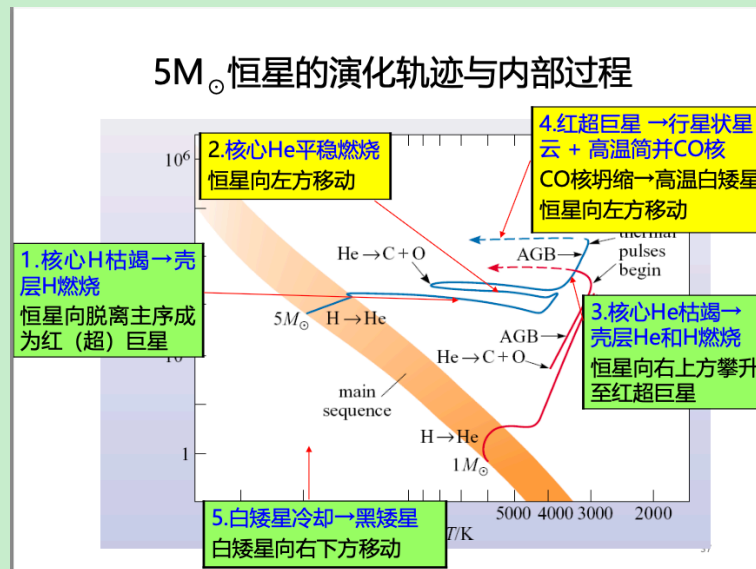 5M☉恒星的演化轨迹与内部过程
4.红超巨星 →行星状星
云 + 高温简并CO核
CO核坍缩→高温白矮星
恒星向左方移动
2.核心He平稳燃烧
恒星向左方移动
10⁶
thermal
pulses
begin
He→C+O
AGB
1.核心H枯竭→壳
层H燃烧
恒星向脱离主序成
为红（超）巨星
5M☉
H→He
3.核心He枯竭→
壳层He和H燃烧
恒星向右上方攀升
至红超巨星
AGB
He→C+O
main
sequence
H→He
1
1M☉
5.白矮星冷却→黑矮星
白矮星向右下方移动
5000 4000 3000 2000
T/K